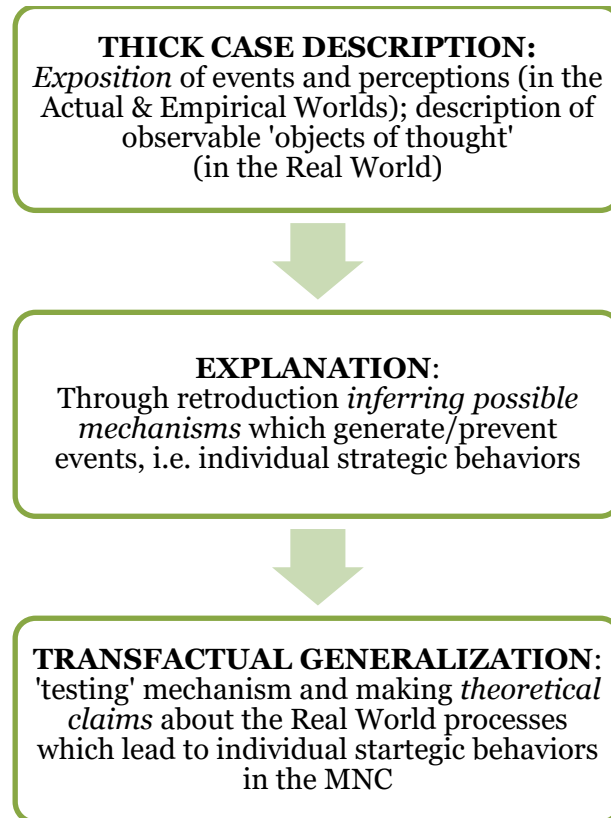 THICK CASE DESCRIPTION:
Exposition of events and perceptions (in the
Actual & Empirical Worlds); description of
observable 'objects of thought'
(in the Real World)
EXPLANATION:
Through retroduction inferring possible
mechanisms which generate/prevent
events, i.e. individual strategic behaviors
TRANSFACTUAL GENERALIZATION:
'testing' mechanism and making theoretical
claims about the Real World processes
which lead to individual startegic behaviors
in the MNC